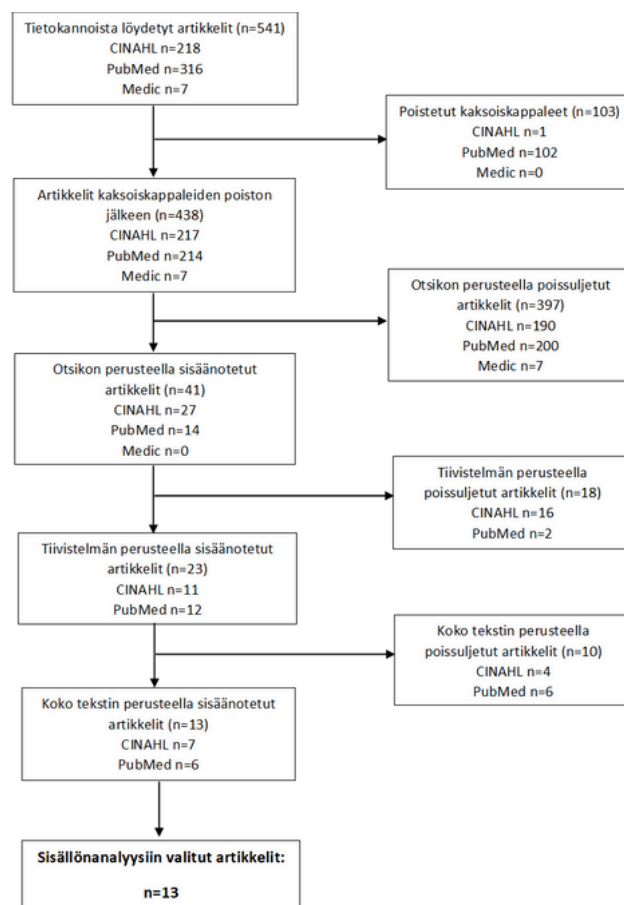 Tietokannoista löydetyt artikkelit (n=541)
CINAHL n=218
PubMed n=316
Medic n=7
Poistetut kaksoiskappaleet (n=103)
CINAHL n=1
PubMed n=102
Medic n=0
Artikkelit kaksoiskappaleiden poiston
jälkeen (n=438)
CINAHL n=217
PubMed n=214
Medic n=7
Otsikon perusteella poissuljetut
artikkelit (n=397)
CINAHL n=190
PubMed n=200
Medic n=7
Otsikon perusteella sisäänotetut
artikkelit (n=41)
CINAHL n=27
PubMed n=14
Medic n=0
Tiivistelmän perusteella
poissuljetut artikkelit (n=18)
CINAHL n=16
PubMed n=2
Tiivistelmän perusteella sisäänotetut
artikkelit (n=23)
CINAHL n=11
PubMed n=12
Koko tekstin perusteella
poissuljetut artikkelit (n=10)
CINAHL n=4
PubMed n=6
Koko tekstin perusteella sisäänotetut
artikkelit (n=13)
CINAHL n=7
PubMed n=6
Sisällönanalyysiin valitut artikkelit:
n=13